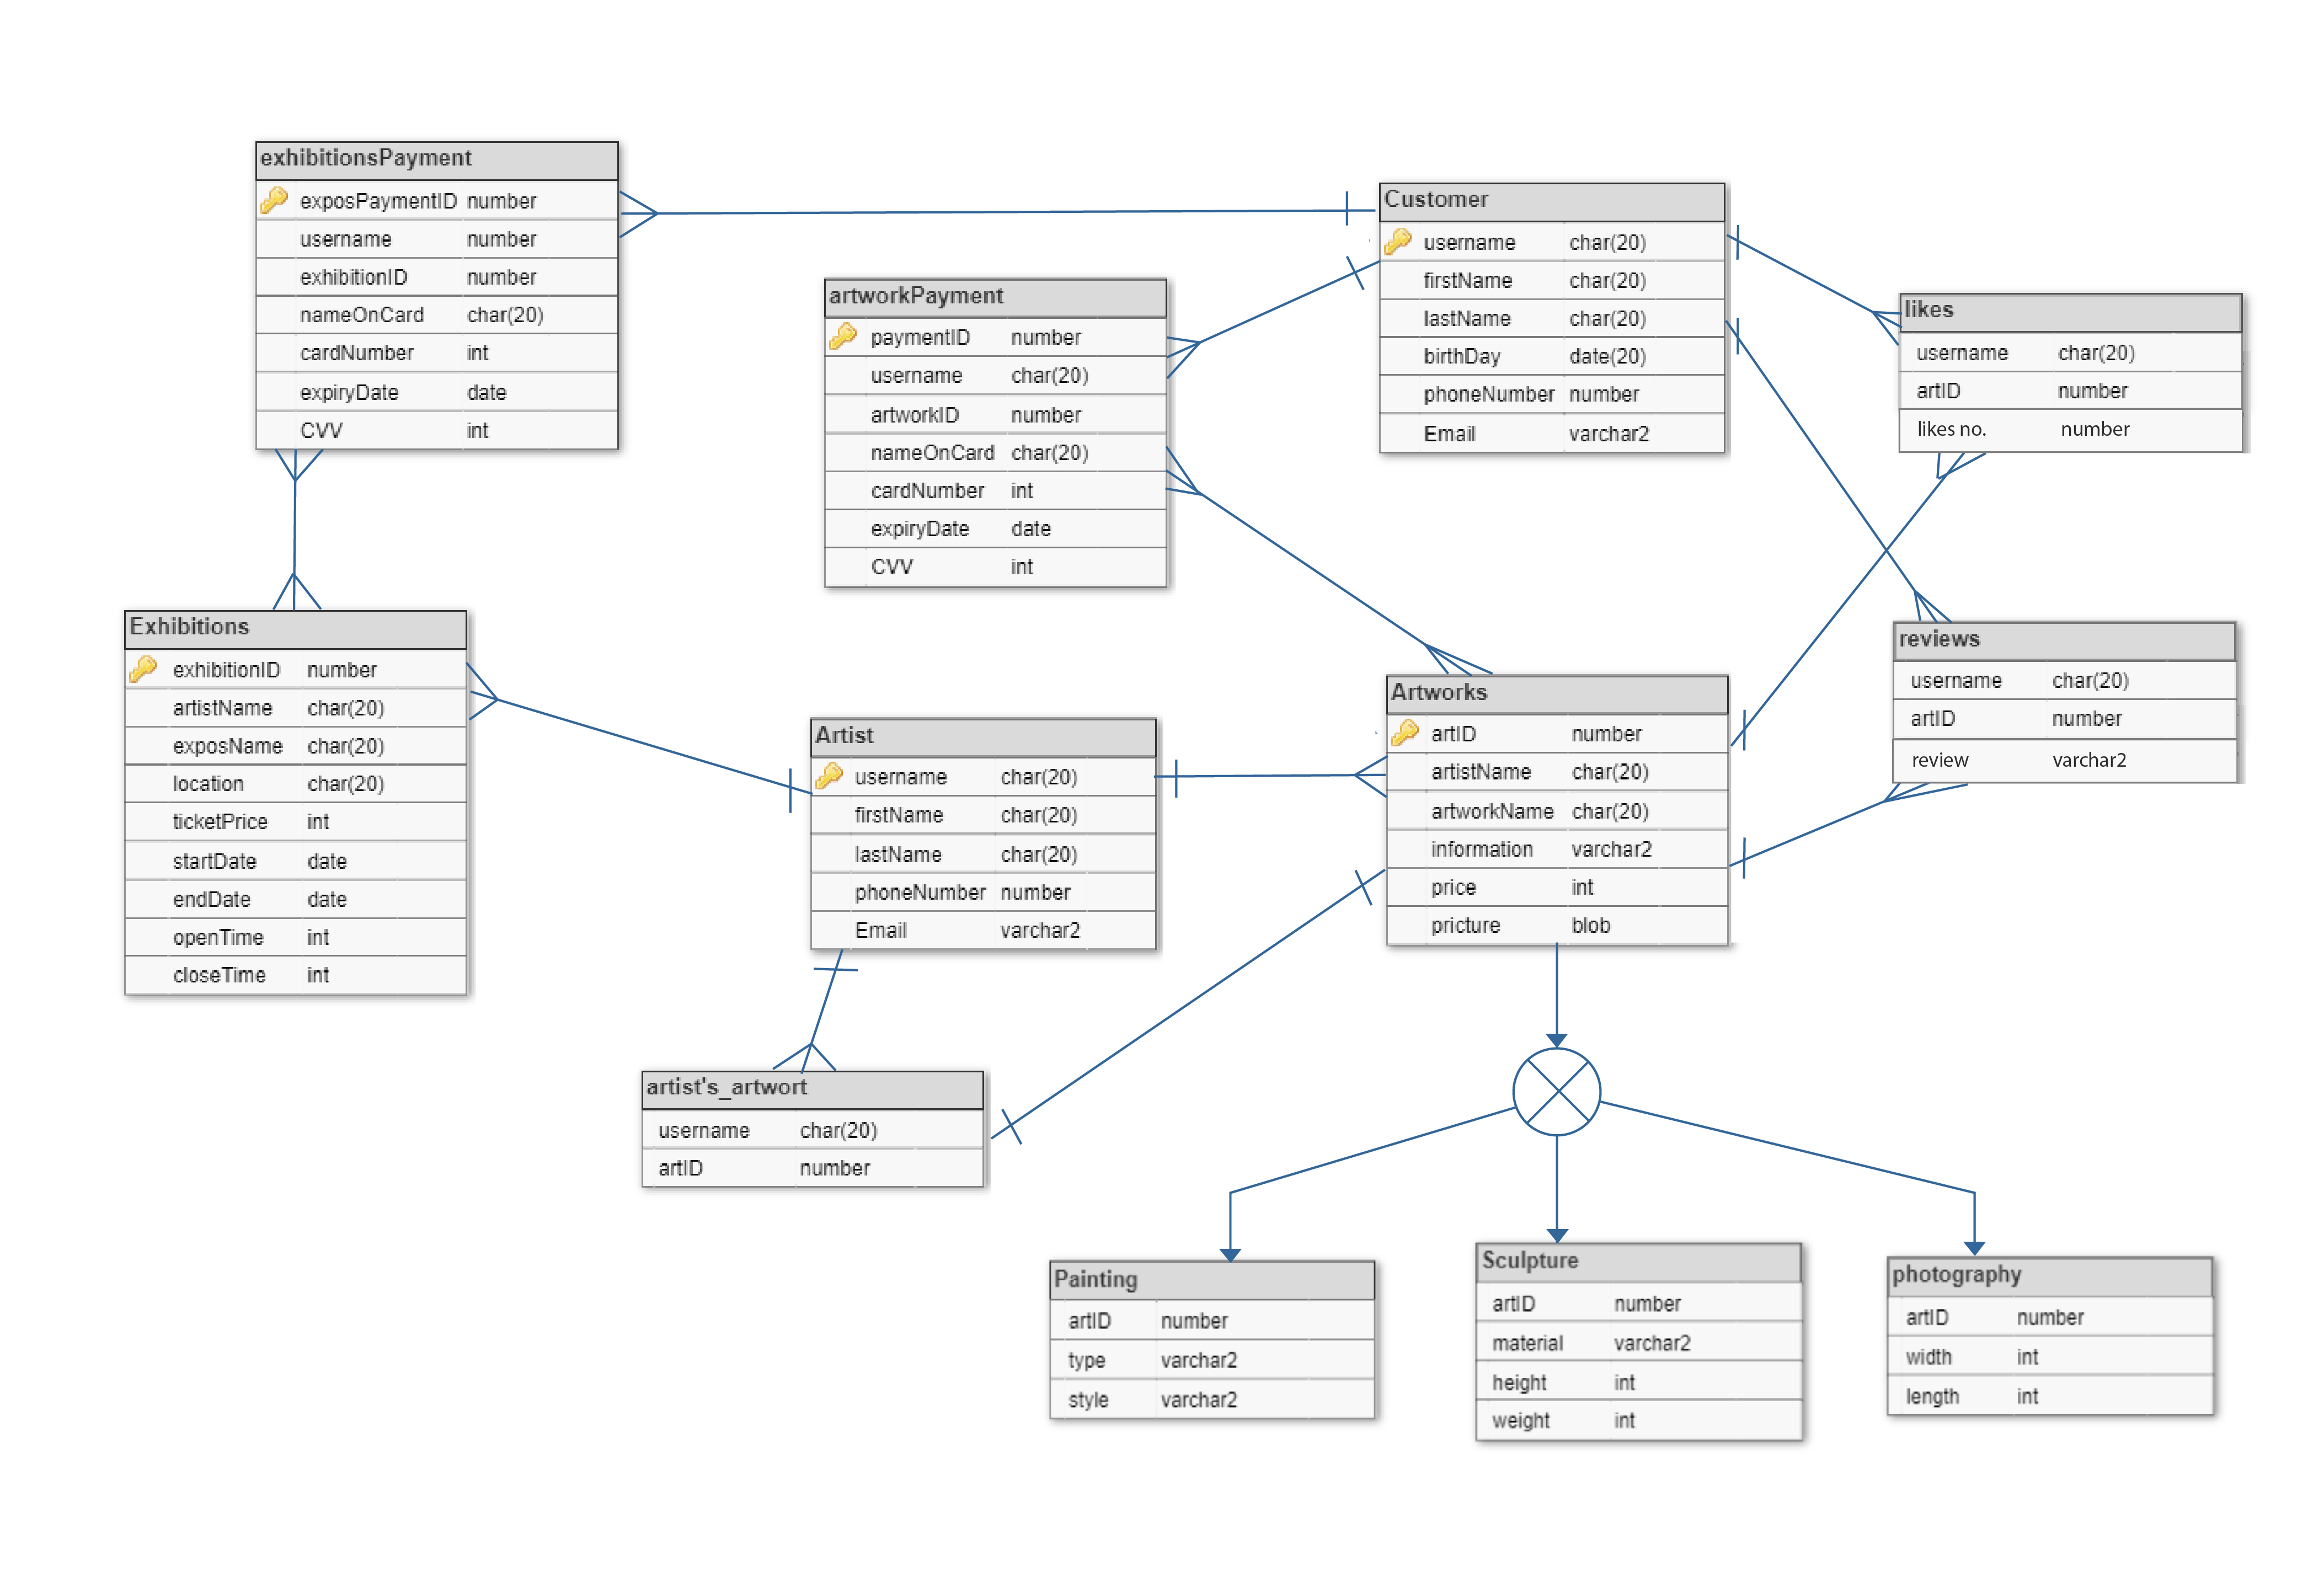 exhibitionsPayment
exposPaymentID number
username number
exhibitionID number
nameOnCard char(20)
cardNumber int
expiryDate date
CVV int
Customer
username char(20)
firstName char(20)
lastName char(20)
birthDay date(20)
phoneNumber number
Email varchar2
artworkPayment
paymentID number
username char(20)
artworkID number
nameOnCard char(20)
cardNumber int
expiryDate date
CVV int
likes
username char(20)
artID number
likes no. number
Exhibitions
exhibitionID number
artistName char(20)
exposName char(20)
location char(20)
ticketPrice int
startDate date
endDate date
openTime int
closeTime int
Artist
username char(20)
firstName char(20)
lastName char(20)
phoneNumber number
Email varchar2
Artworks
artID number
artistName char(20)
artworkName char(20)
information varchar2
price int
pricture blob
reviews
username char(20)
artID number
review varchar2
artist's_artwort
username char(20)
artID number
Painting
artID number
type varchar2
style varchar2
Sculpture
artID number
material varchar2
height int
weight int
photography
artID number
width int
length int